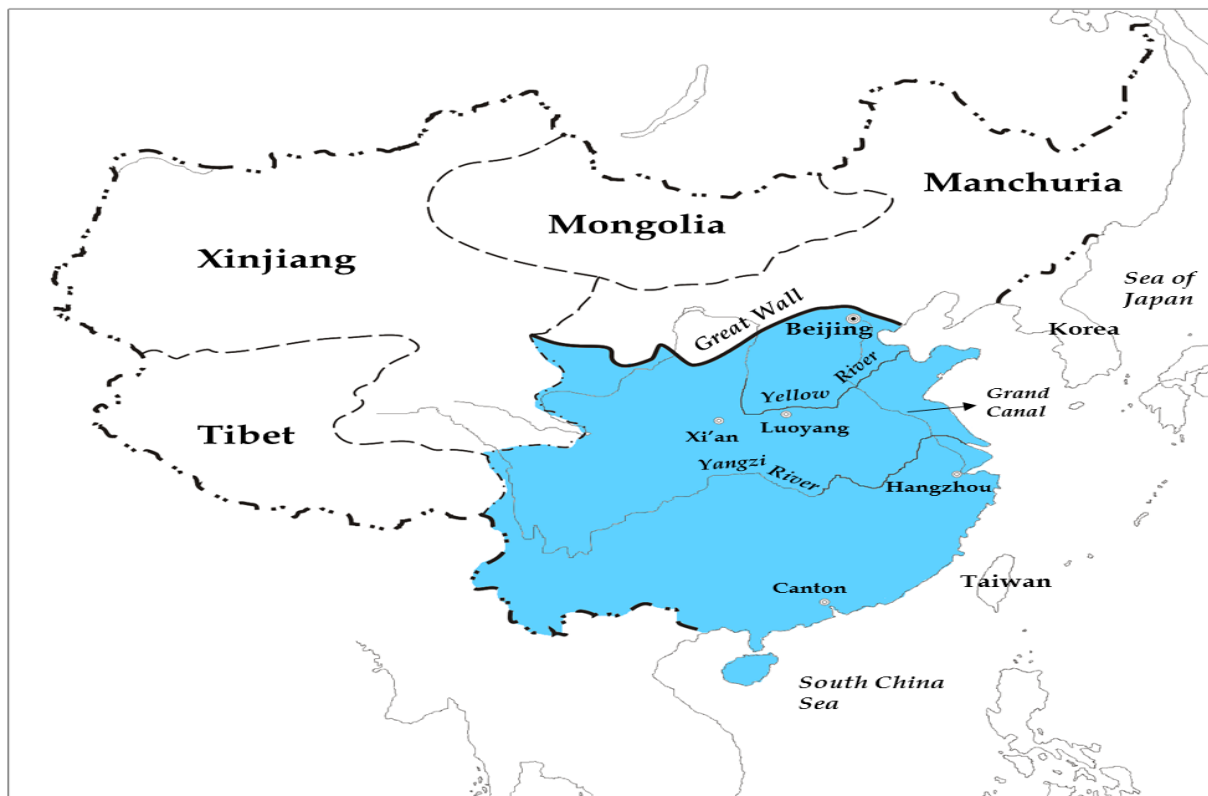 Manchuria
Mongolia
Xinjiang
Sea of
Japan
Great Wall
Beijing
Korea
Yellow River
Grand
Canal
Xi'an
Luoyang
Tibet
Yangzi River
Hangzhou
Taiwan
Canton
South China
Sea